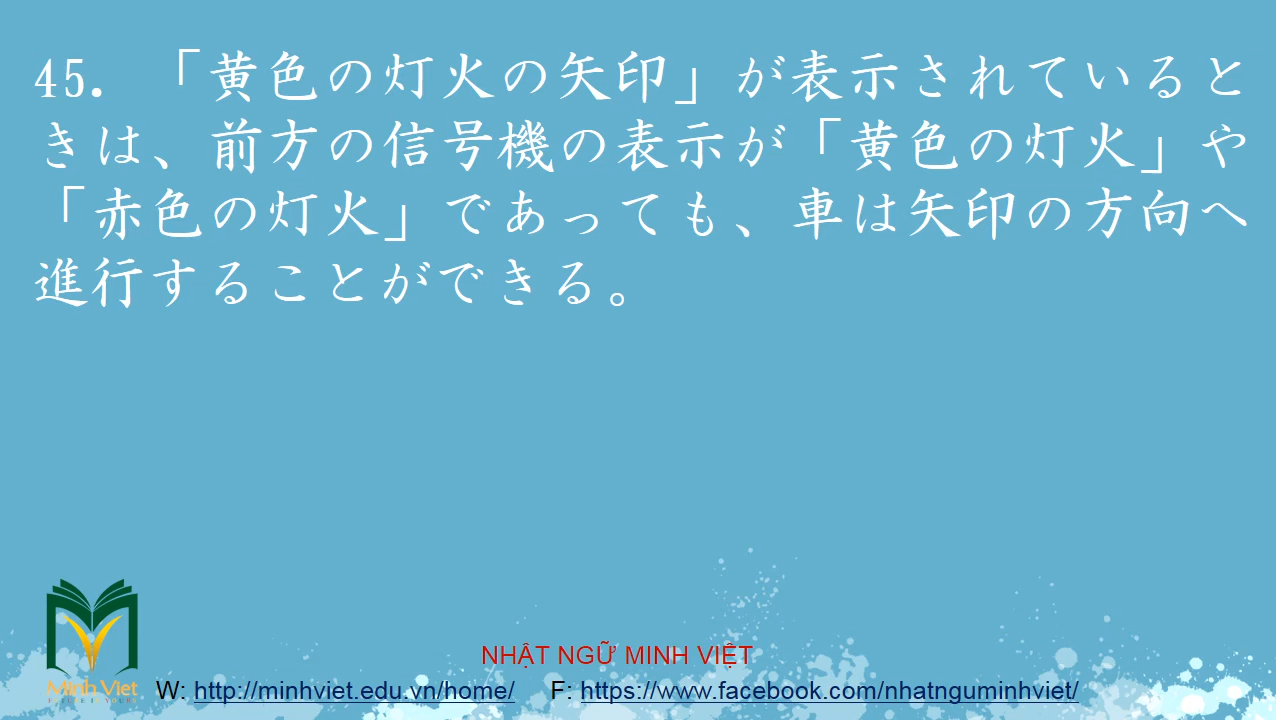 45. 「黄色の灯火の矢印」が表示されていると
きは、前方の信号機の表示が「黄色の灯火」や
「赤色の灯火」であっても、車は矢印の方向へ
進行することができる。
NHẬT NGỮ MINH VIỆT
Minh Viet
W: http://minhviet.edu.vn/home/ F: https://www.facebook.com/nhatnguminhviet/